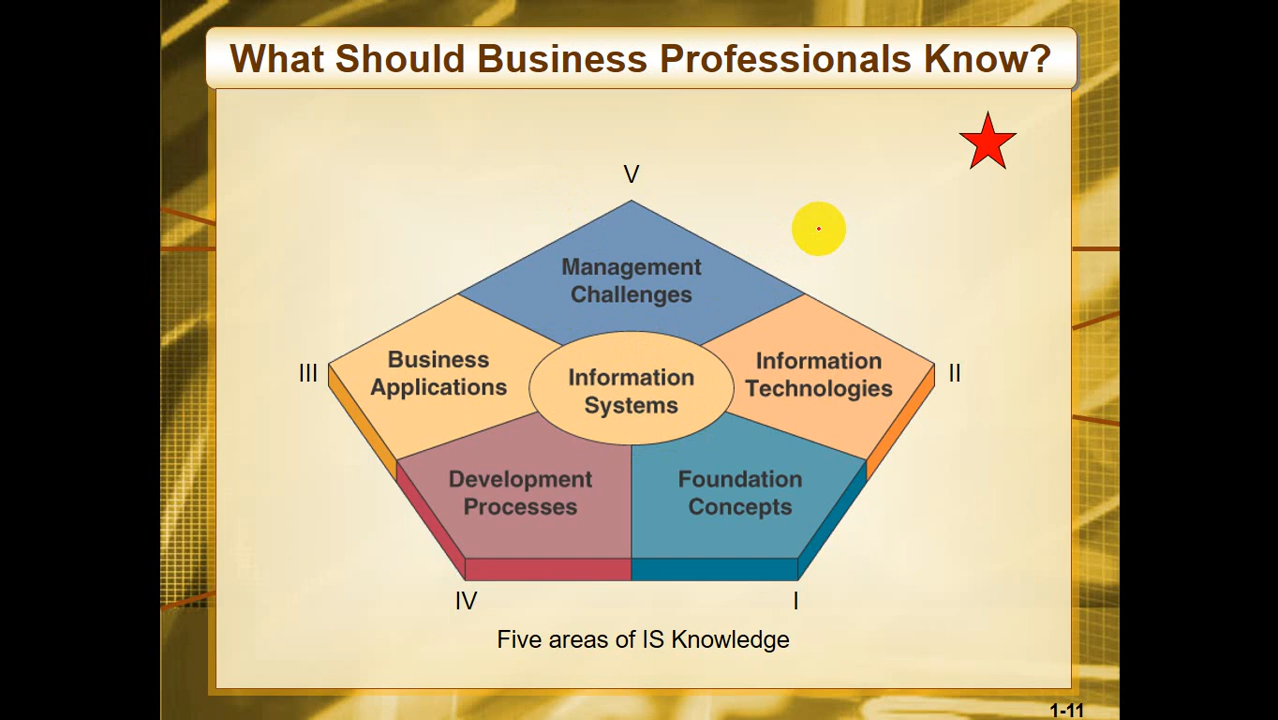 What Should Business Professionals Know?
V
Management
Challenges
III
Business
Applications
Information
Systems
Information
Technologies
II
Development
Processes
Foundation
Concepts
IV
I
Five areas of IS Knowledge
1-11